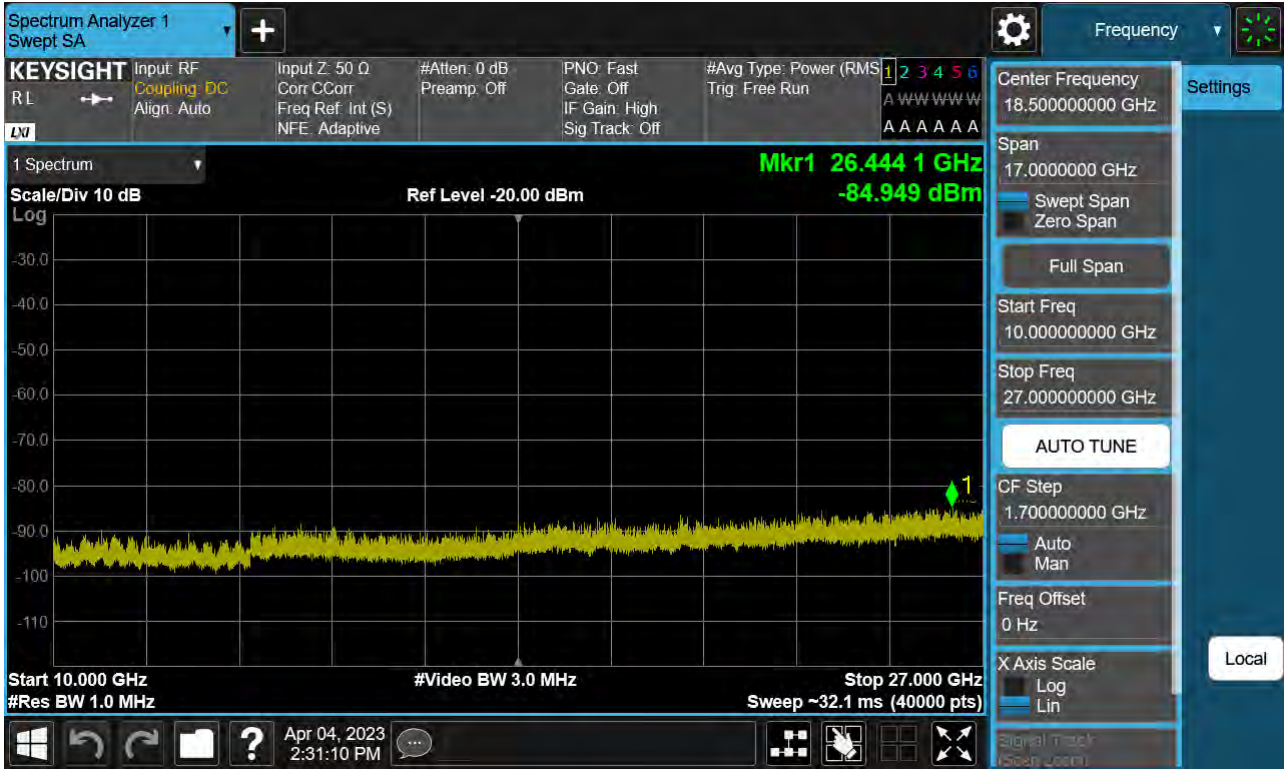 Spectrum Analyzer 1
Swept SA
+
Frequency
KEYSIGHT
RL
LXI
Input: RF
Coupling: DC
Align: Auto
Input Z: 50 Ω
Corr CCorr
Freq Ref: Int (S)
NFE: Adaptive
#Atten: 0 dB
Preamp: Off
PNO: Fast
Gate: Off
IF Gain: High
Sig Track: Off
#Avg Type: Power (RMS
Trig: Free Run
1 2 3 4 5 6
A W W W W W
A A A A A A
1 Spectrum
Scale/Div 10 dB
Log
Ref Level -20.00 dBm
Mkr1 26.444 1 GHz
-84.949 dBm
-30.0
-40.0
-50.0
-60.0
-70.0
-80.0
-90.0
-100
-110
1
Start 10.000 GHz
#Res BW 1.0 MHz
#Video BW 3.0 MHz
Stop 27.000 GHz
Sweep ~32.1 ms (40000 pts)
Center Frequency
18.500000000 GHz
Span
17.0000000 GHz
Swept Span
Zero Span
Full Span
Start Freq
10.000000000 GHz
Stop Freq
27.000000000 GHz
AUTO TUNE
CF Step
1.700000000 GHz
Auto
Man
Freq Offset
0 Hz
X Axis Scale
Log
Lin
Signal Track
(Span Zoom)
Settings
Local
?
Apr 04, 2023
2:31:10 PM